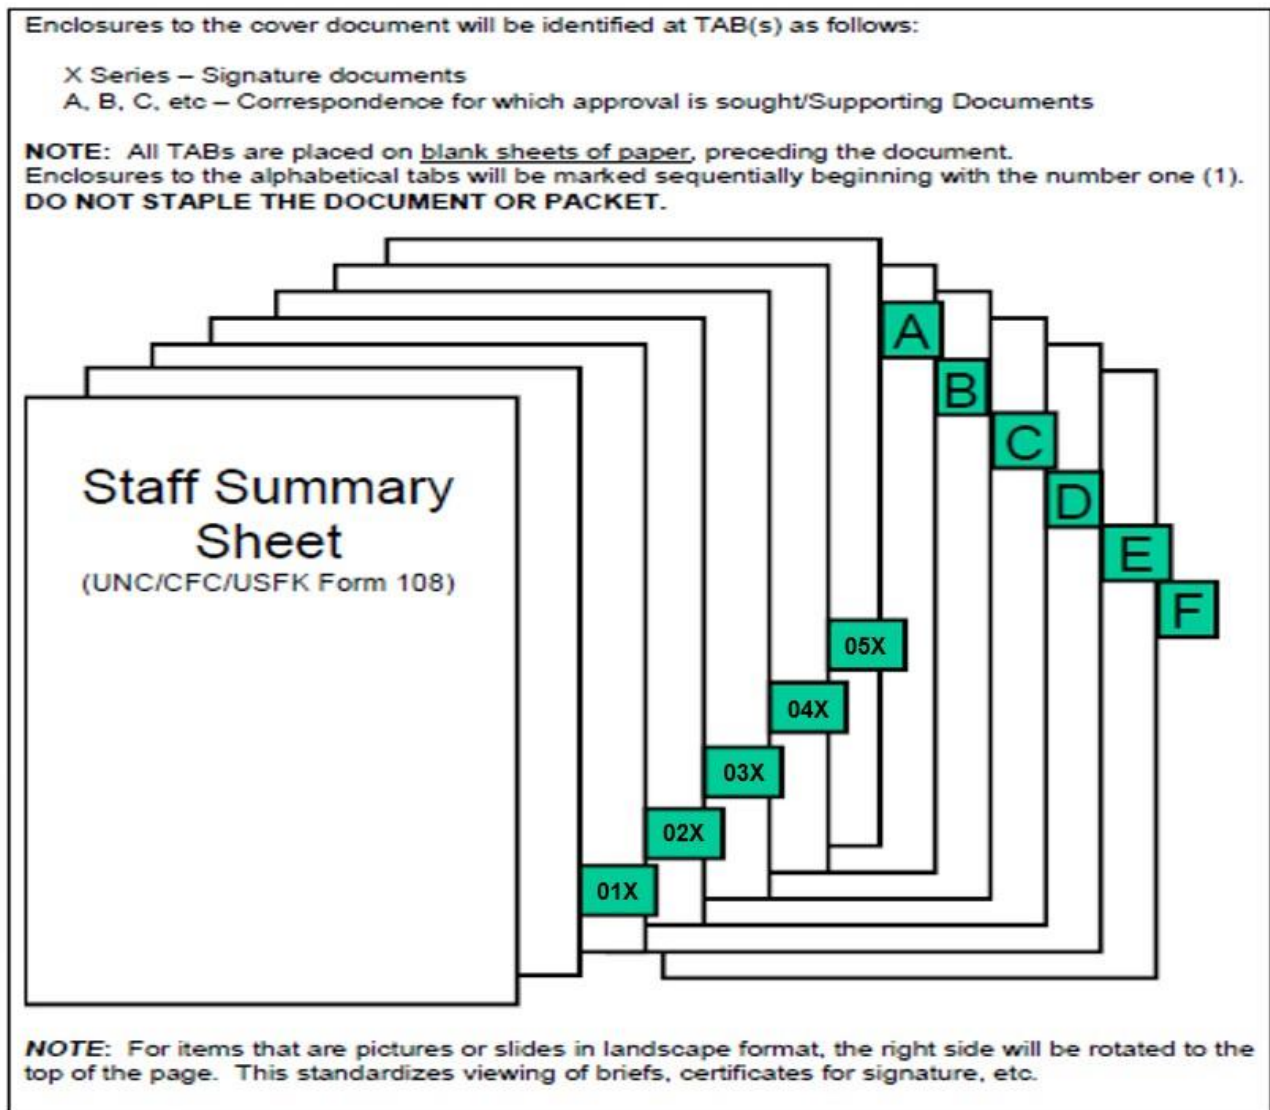 Enclosures to the cover document will be identified at TAB(s) as follows:
X Series – Signature documents
A, B, C, etc – Correspondence for which approval is sought/Supporting Documents
NOTE: All TABs are placed on blank sheets of paper, preceding the document.
Enclosures to the alphabetical tabs will be marked sequentially beginning with the number one (1).
DO NOT STAPLE THE DOCUMENT OR PACKET.
A
B
C
D
E
F
Staff Summary
Sheet
(UNC/CFC/USFK Form 108)
05X
04X
03X
02X
01X
NOTE: For items that are pictures or slides in landscape format, the right side will be rotated to the
top of the page. This standardizes viewing of briefs, certificates for signature, etc.